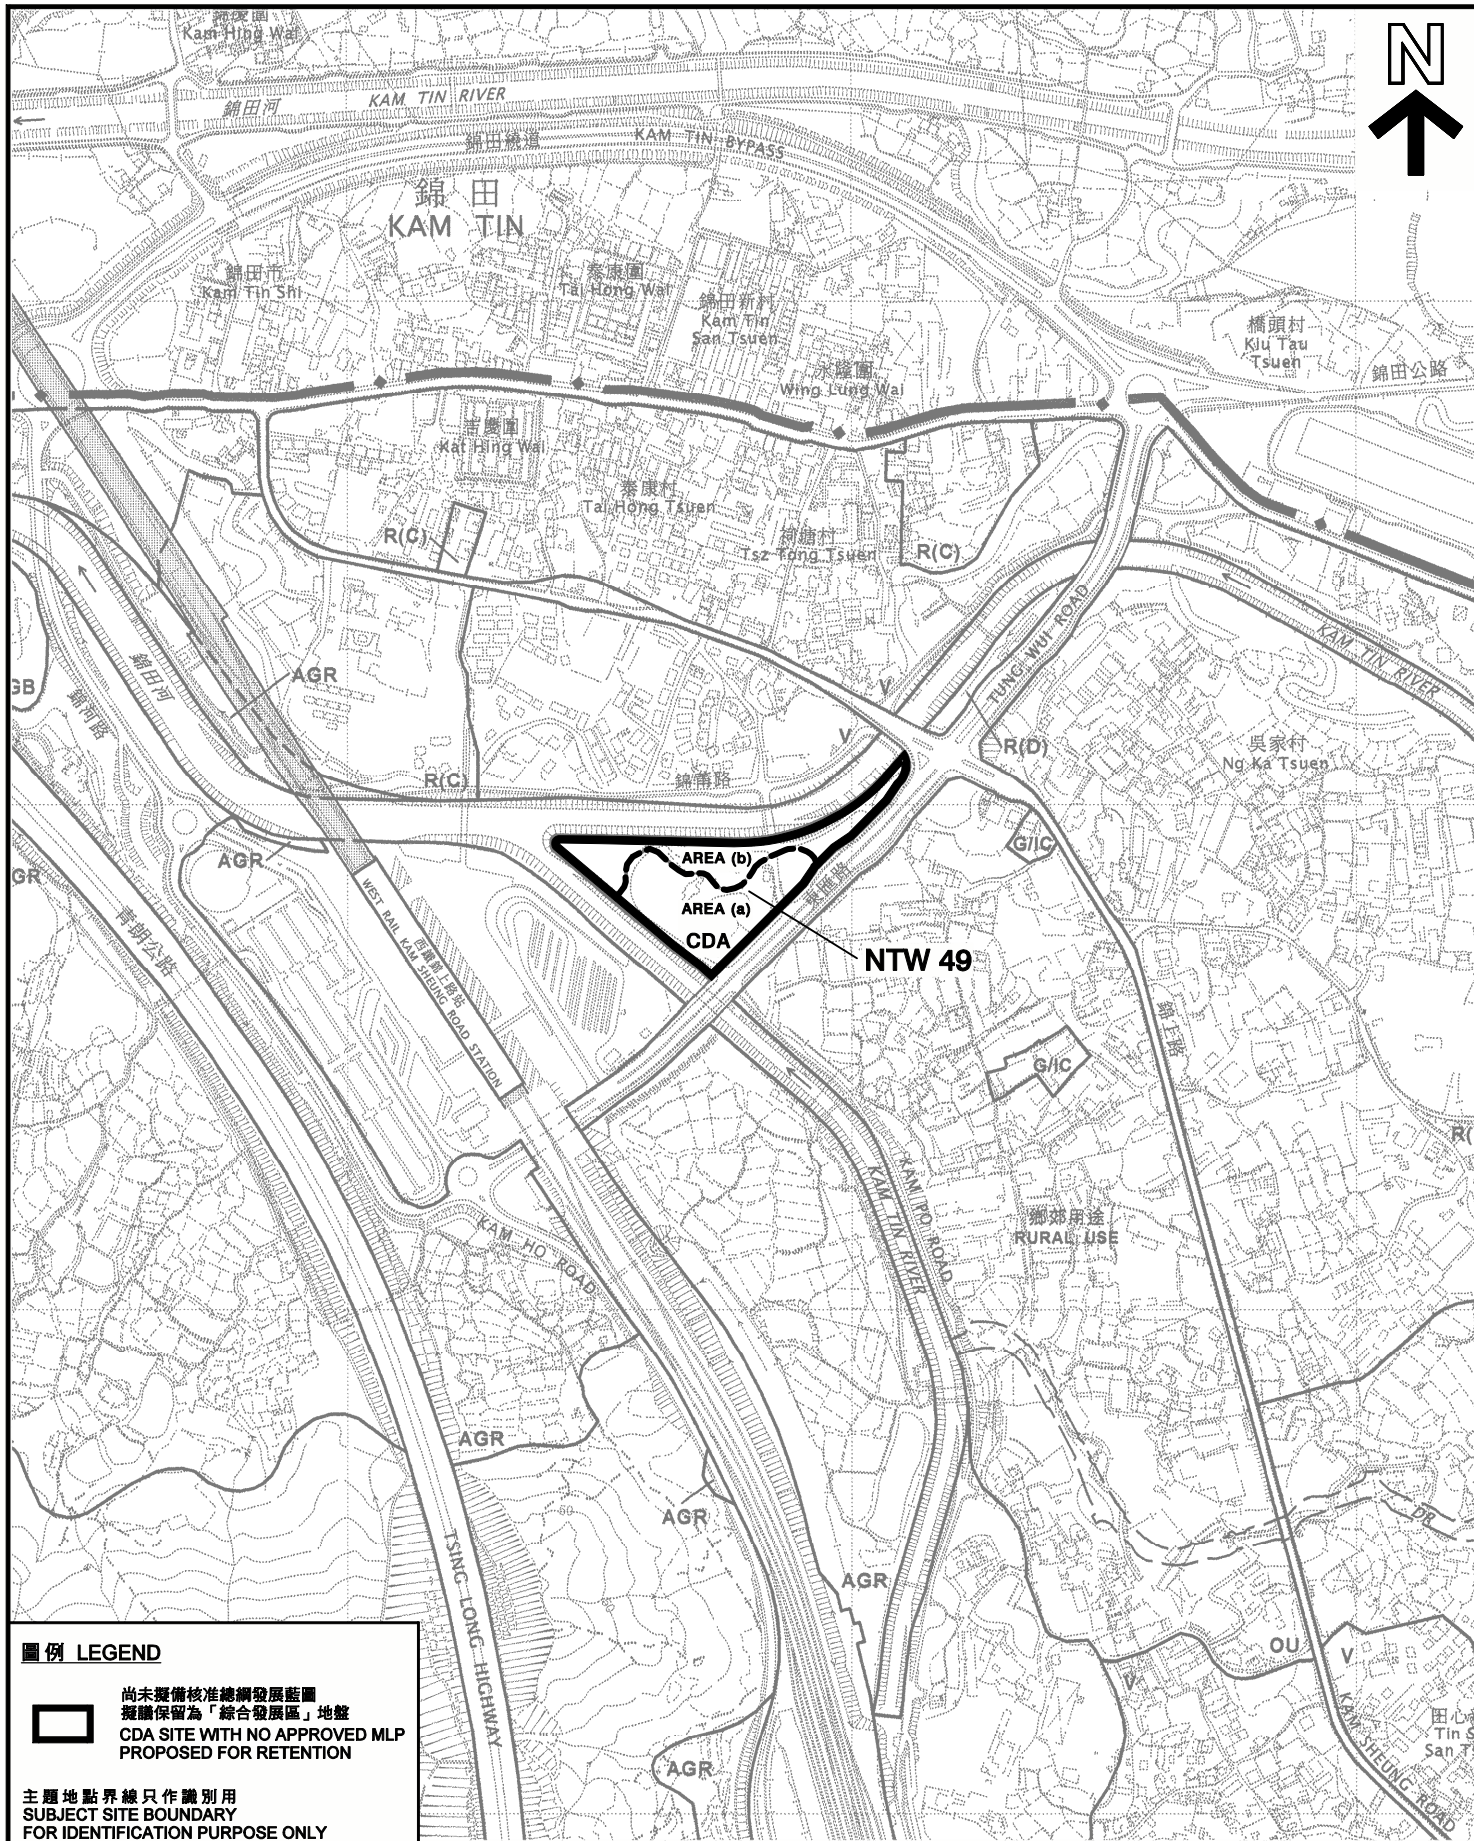 Kam Hing Wai
N
錦田河
KAM TIN RIVER
錦田繞道
KAM TIN BYPASS
錦 田
KAM TIN
錦田市
Kam Tin Shi
泰康圍
Tai Hong Wai
錦田新村
Kam Tin
San Tsuen
永隆圍
Wing Lung Wai
橋頭村
Kiu Tau
Tsuen
錦田公路
吉慶圍
Kat Hing Wai
泰康村
Tai Hong Tsuen
祠塘村
Tsz Tong Tsuen
R(C)
R(C)
TUNG WUI ROAD
KAM TIN RIVER
錦田河
AGR
GB
錦河路
V
V
R(D)
吳家村
Ng Ka Tsuen
R(C)
錦莆路
AGR
GR
G/IC
AREA (b)
AREA (a)
CDA
東匯路
NTW 49
青朗公路
西鐵錦上路站
WEST RAIL KAM SHEUNG ROAD STATION
錦上路
G/IC
R(
KAM PO ROAD
KAM TIN RIVER
鄉郊用途
RURAL USE
KAM HO ROAD
AGR
60
AGR
DR
TSING LONG HIGHWAY
AGR
OU
V
V
KAM SHEUNG ROAD
田心
Tin S
San T
AGR
圖例 LEGEND
尚未擬備核准總綱發展藍圖
擬議保留為「綜合發展區」地盤
CDA SITE WITH NO APPROVED MLP
PROPOSED FOR RETENTION
主題地點界線只作識別用
SUBJECT SITE BOUNDARY
FOR IDENTIFICATION PURPOSE ONLY